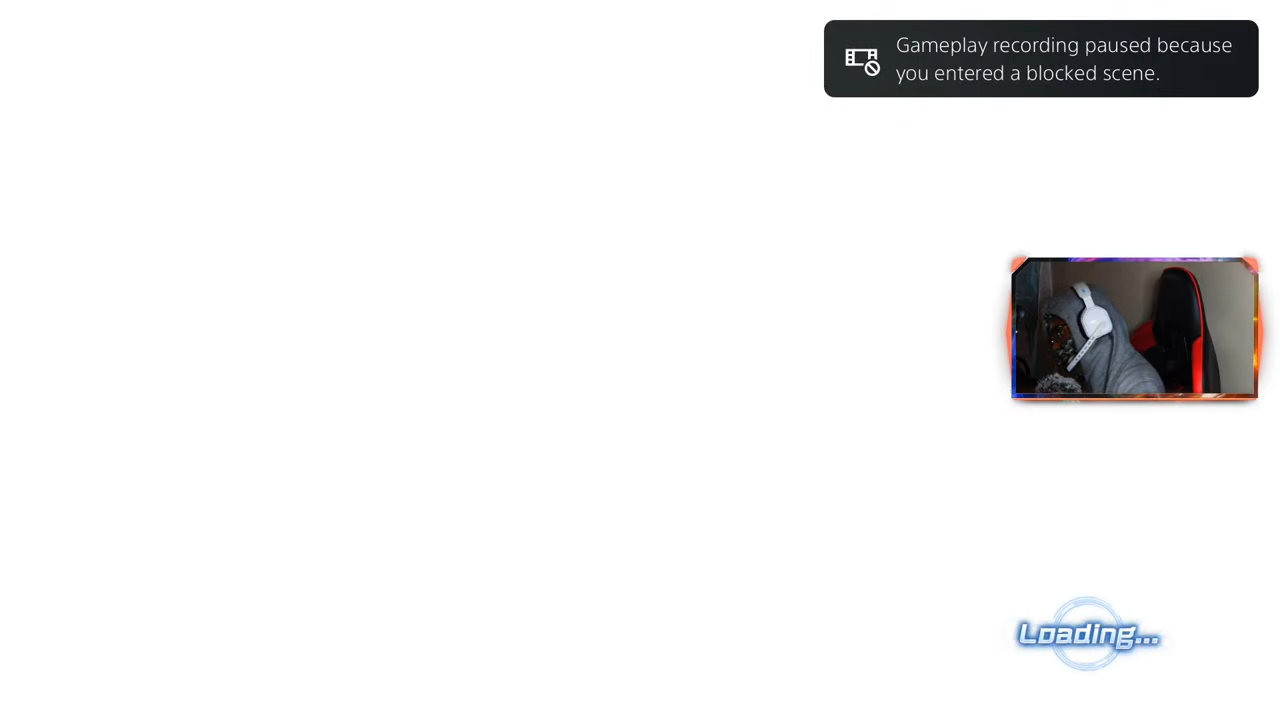 Gameplay recording paused because
you entered a blocked scene.
Loading...